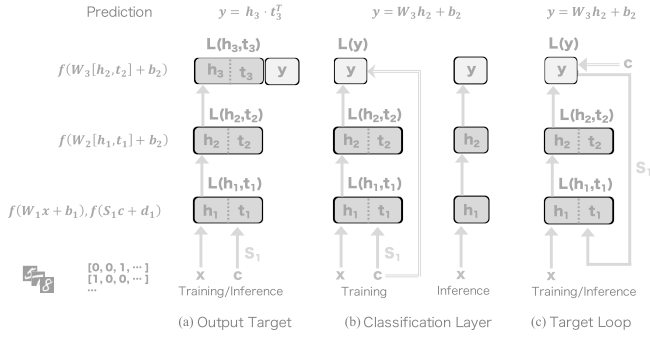 Prediction
y = h₃ · t₃ᵀ
y = W₃h₂ + b₂
y = W₃h₂ + b₂
L(h₃,t₃)
L(y)
L(y)
f(W₃[h₂, t₂] + b₂)
h₃ t₃ y
y
y
y
c
L(h₂,t₂)
L(h₂,t₂)
L(h₂,t₂)
f(W₂[h₁, t₁] + b₂)
h₂ t₂
h₂ t₂
h₂
h₂ t₂
S₁
L(h₁,t₁)
L(h₁,t₁)
L(h₁,t₁)
f(W₁x + b₁), f(S₁c + d₁)
h₁ t₁
h₁ t₁
h₁
h₁ t₁
S₁
S₁
[0, 0, 1, ⋯ ]
[1, 0, 0, ⋯ ]
...
x c
x c
x
x
Training/Inference
Training
Inference
Training/Inference
(a) Output Target
(b) Classification Layer
(c) Target Loop